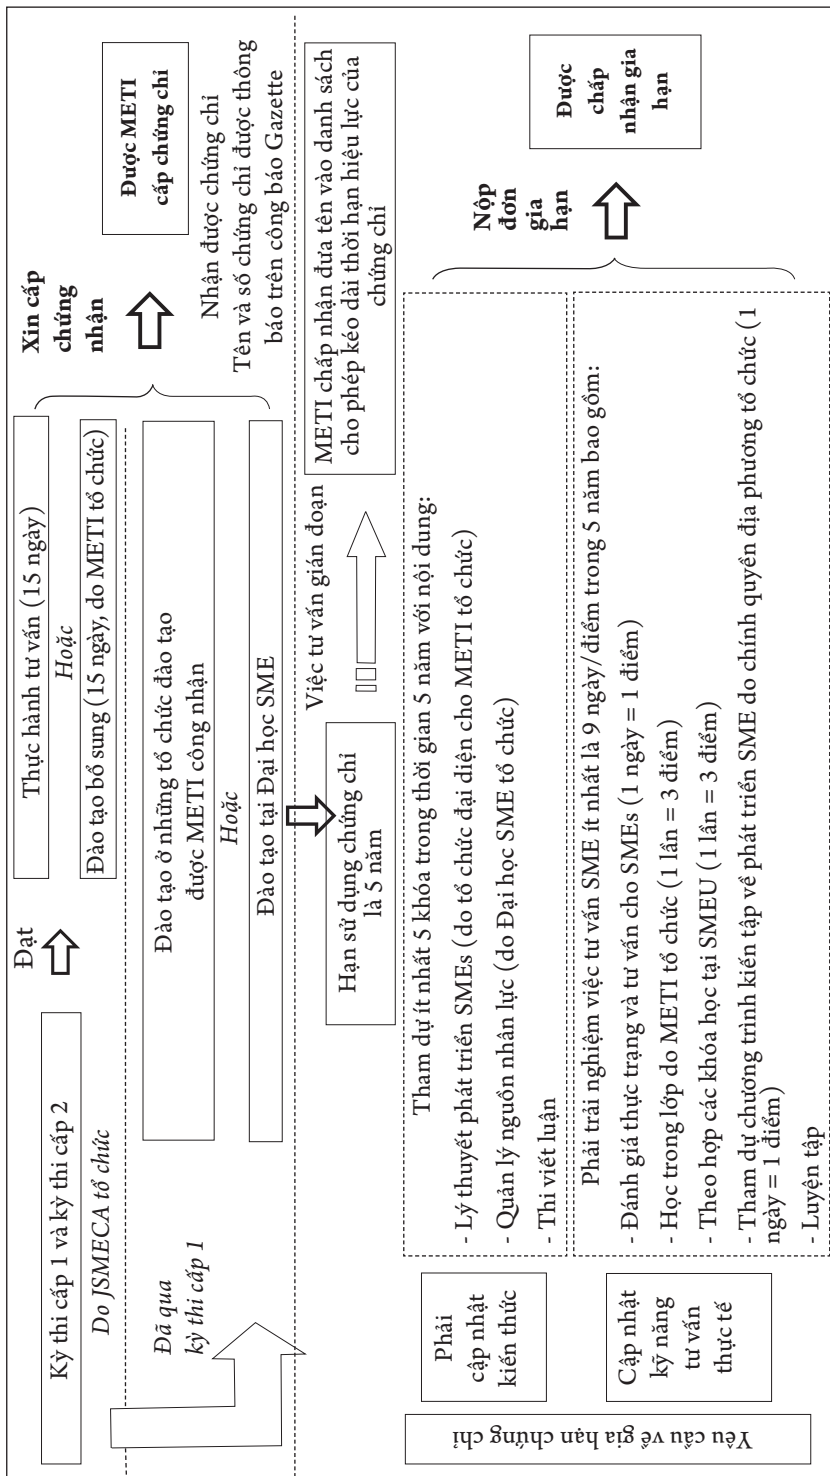 Kỳ thi cấp 1 và kỳ thi cấp 2
Do JSMECA tổ chức
Đạt
Thực hành tư vấn (15 ngày)
Hoặc
Đào tạo bổ sung (15 ngày, do METI tổ chức)
Xin cấp
chứng
nhận
Được METI
cấp chứng chỉ
Nhận được chứng chỉ
Tên và số chứng chỉ được thông
báo trên công báo Gazette
Đã qua
kỳ thi cấp 1
Đào tạo ở những tổ chức đào tạo
được METI công nhận
Hoặc
Đào tạo tại Đại học SME
Hạn sử dụng chứng chỉ
là 5 năm
Việc tư vấn gián đoạn
METI chấp nhận đưa tên vào danh sách
cho phép kéo dài thời hạn hiệu lực của
chứng chỉ
Yêu cầu về gia hạn chứng chỉ
Phải
cập nhật
kiến thức
Tham dự ít nhất 5 khóa trong thời gian 5 năm với nội dung:
- Lý thuyết phát triển SMEs (do tổ chức đại diện cho METI tổ chức)
- Quản lý nguồn nhân lực (do Đại học SME tổ chức)
- Thi viết luận
Cập nhật
kỹ năng
tư vấn
thực tế
Phải trải nghiệm việc tư vấn SME ít nhất là 9 ngày/điểm trong 5 năm bao gồm:
- Đánh giá thực trạng và tư vấn cho SMEs (1 ngày = 1 điểm)
- Học trong lớp do METI tổ chức (1 lần = 3 điểm)
- Theo hợp các khóa học tại SMEU (1 lần = 3 điểm)
- Tham dự chương trình kiến tập về phát triển SME do chính quyền địa phương tổ chức (1
ngày = 1 điểm)
- Luyện tập
Nộp
đơn
gia
hạn
Được
chấp
nhận gia
hạn